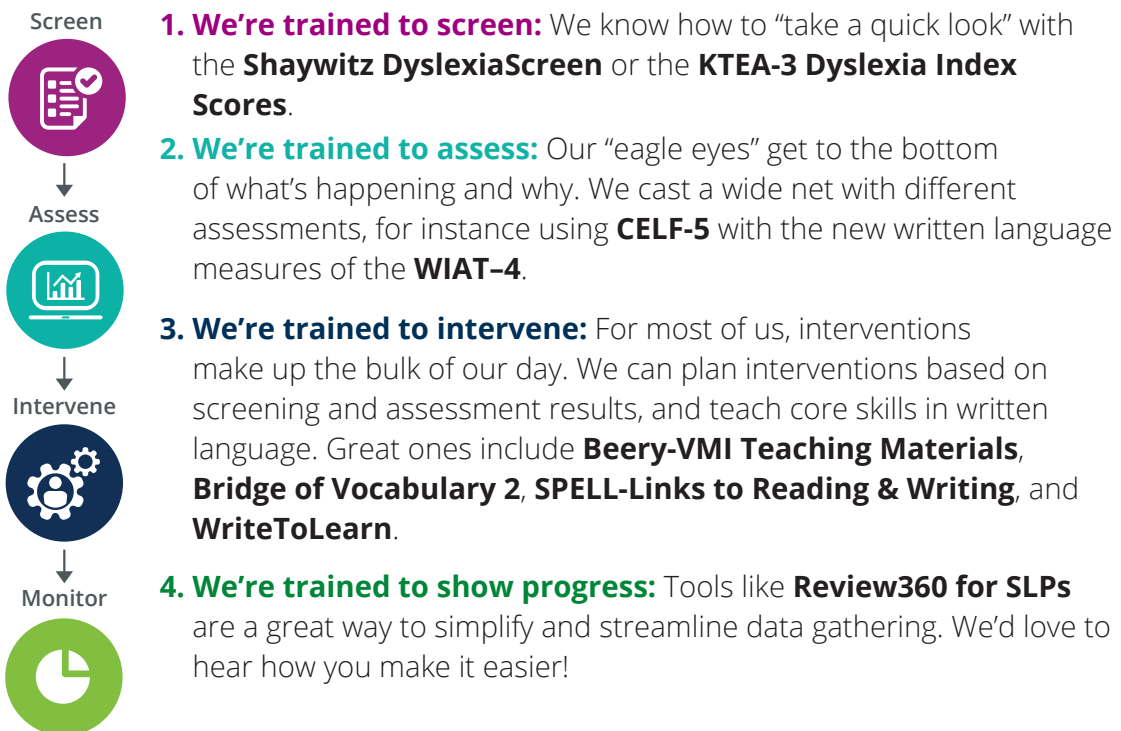 Screen
1. We’re trained to screen: We know how to “take a quick look” with
the Shaywitz DyslexiaScreen or the KTEA-3 Dyslexia Index
Scores.
2. We’re trained to assess: Our “eagle eyes” get to the bottom
of what’s happening and why. We cast a wide net with different
Assess
assessments, for instance using CELF-5 with the new written language
measures of the WIAT–4.
3. We’re trained to intervene: For most of us, interventions
make up the bulk of our day. We can plan interventions based on
Intervene
screening and assessment results, and teach core skills in written
language. Great ones include Beery-VMI Teaching Materials,
Bridge of Vocabulary 2, SPELL-Links to Reading & Writing, and
WriteToLearn.
4. We’re trained to show progress: Tools like Review360 for SLPs
Monitor
are a great way to simplify and streamline data gathering. We’d love to
hear how you make it easier!